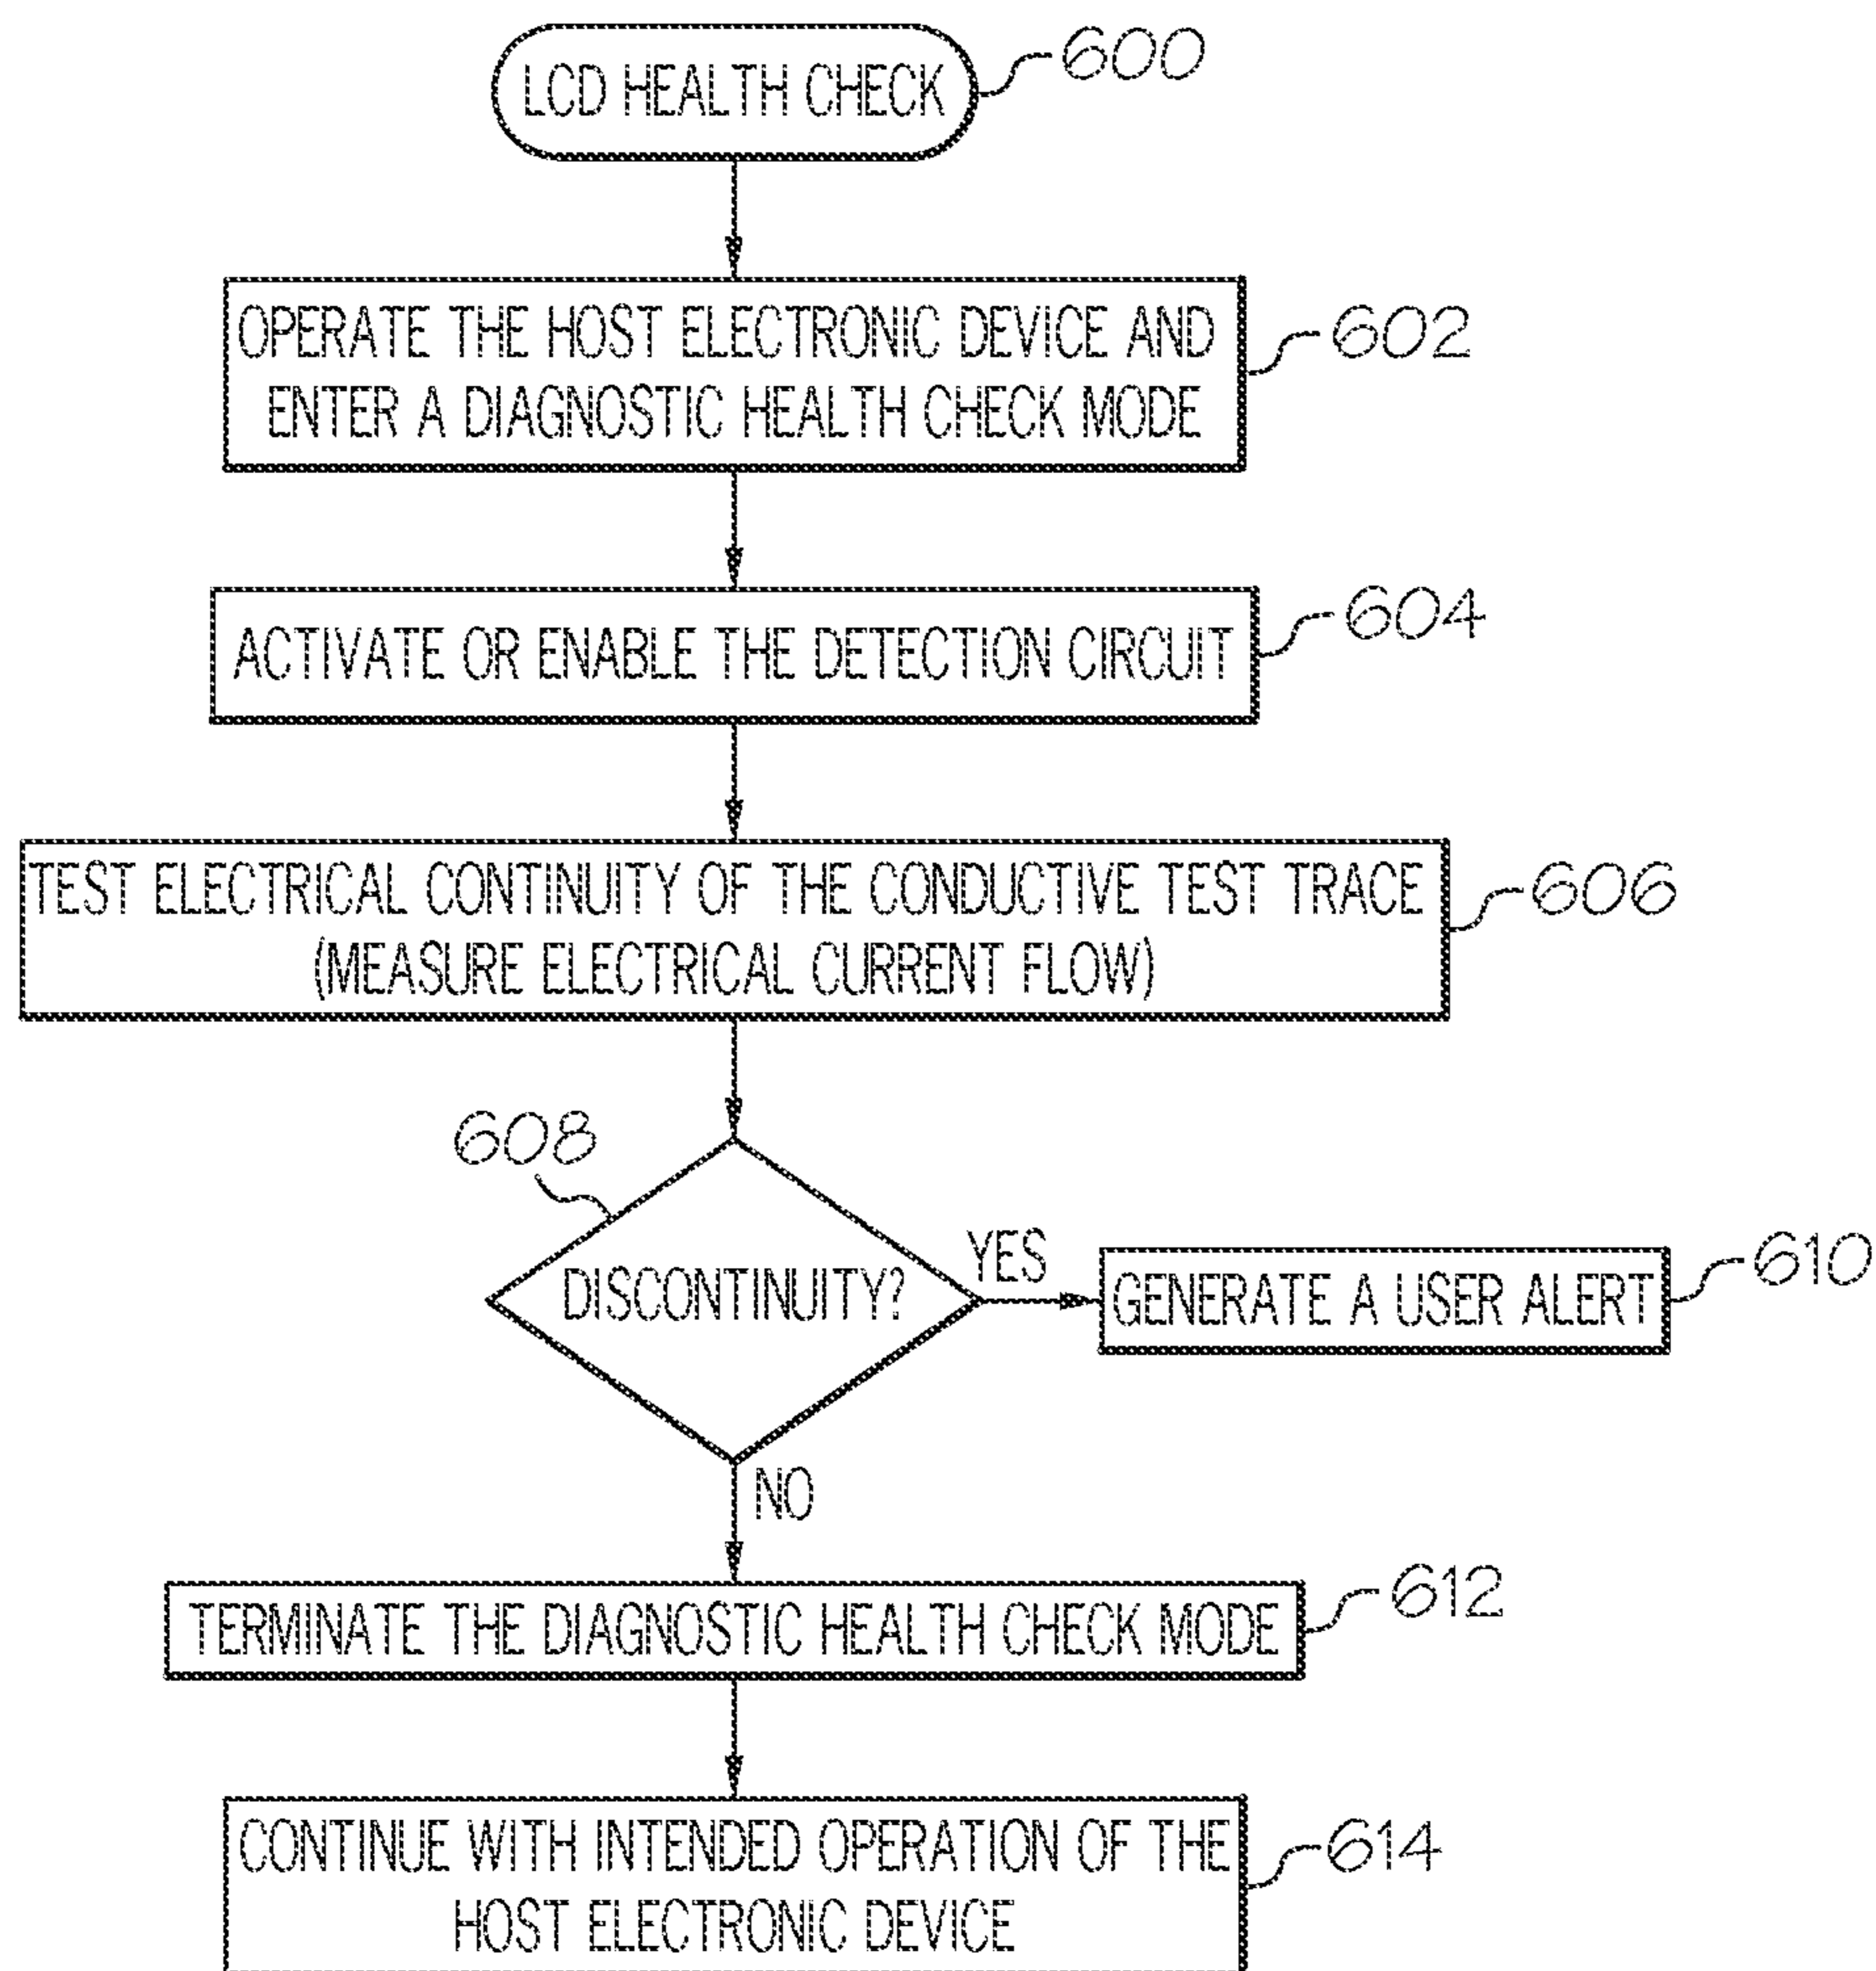 LCD HEALTH CHECK
600
OPERATE THE HOST ELECTRONIC DEVICE AND
ENTER A DIAGNOSTIC HEALTH CHECK MODE
602
ACTIVATE OR ENABLE THE DETECTION CIRCUIT
604
TEST ELECTRICAL CONTINUITY OF THE CONDUCTIVE TEST TRACE
(MEASURE ELECTRICAL CURRENT FLOW)
606
608
DISCONTINUITY?
YES
GENERATE A USER ALERT
610
NO
TERMINATE THE DIAGNOSTIC HEALTH CHECK MODE
612
CONTINUE WITH INTENDED OPERATION OF THE
HOST ELECTRONIC DEVICE
614